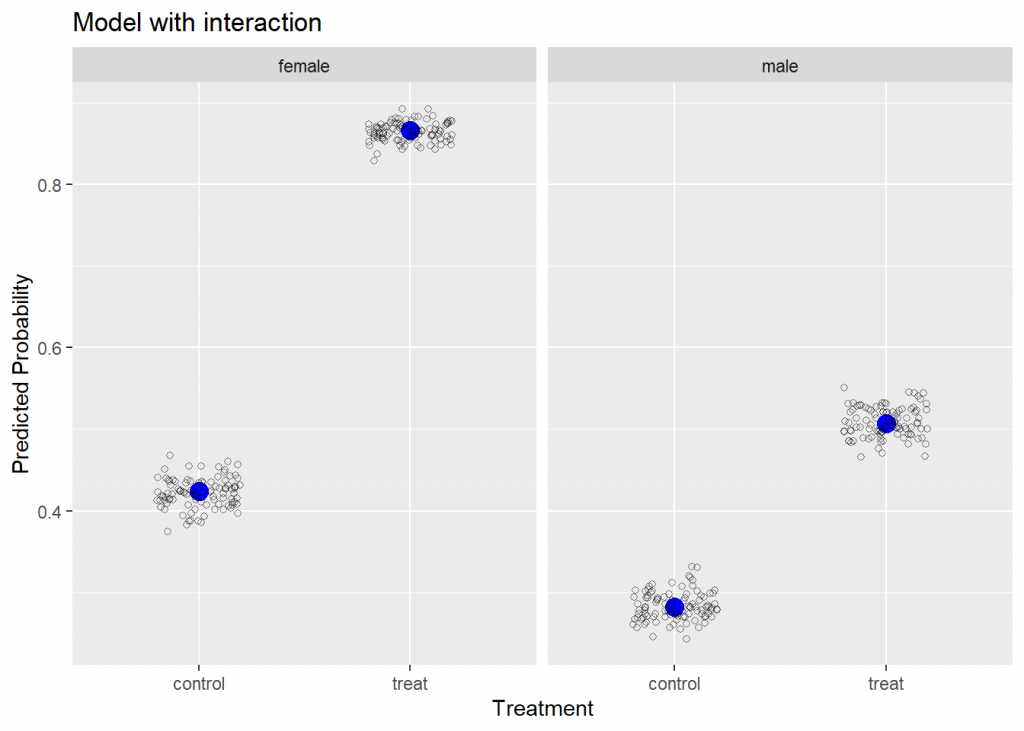 Model with interaction
female
male
Predicted Probability
0.8
0.6
0.4
control
treat
control
treat
Treatment